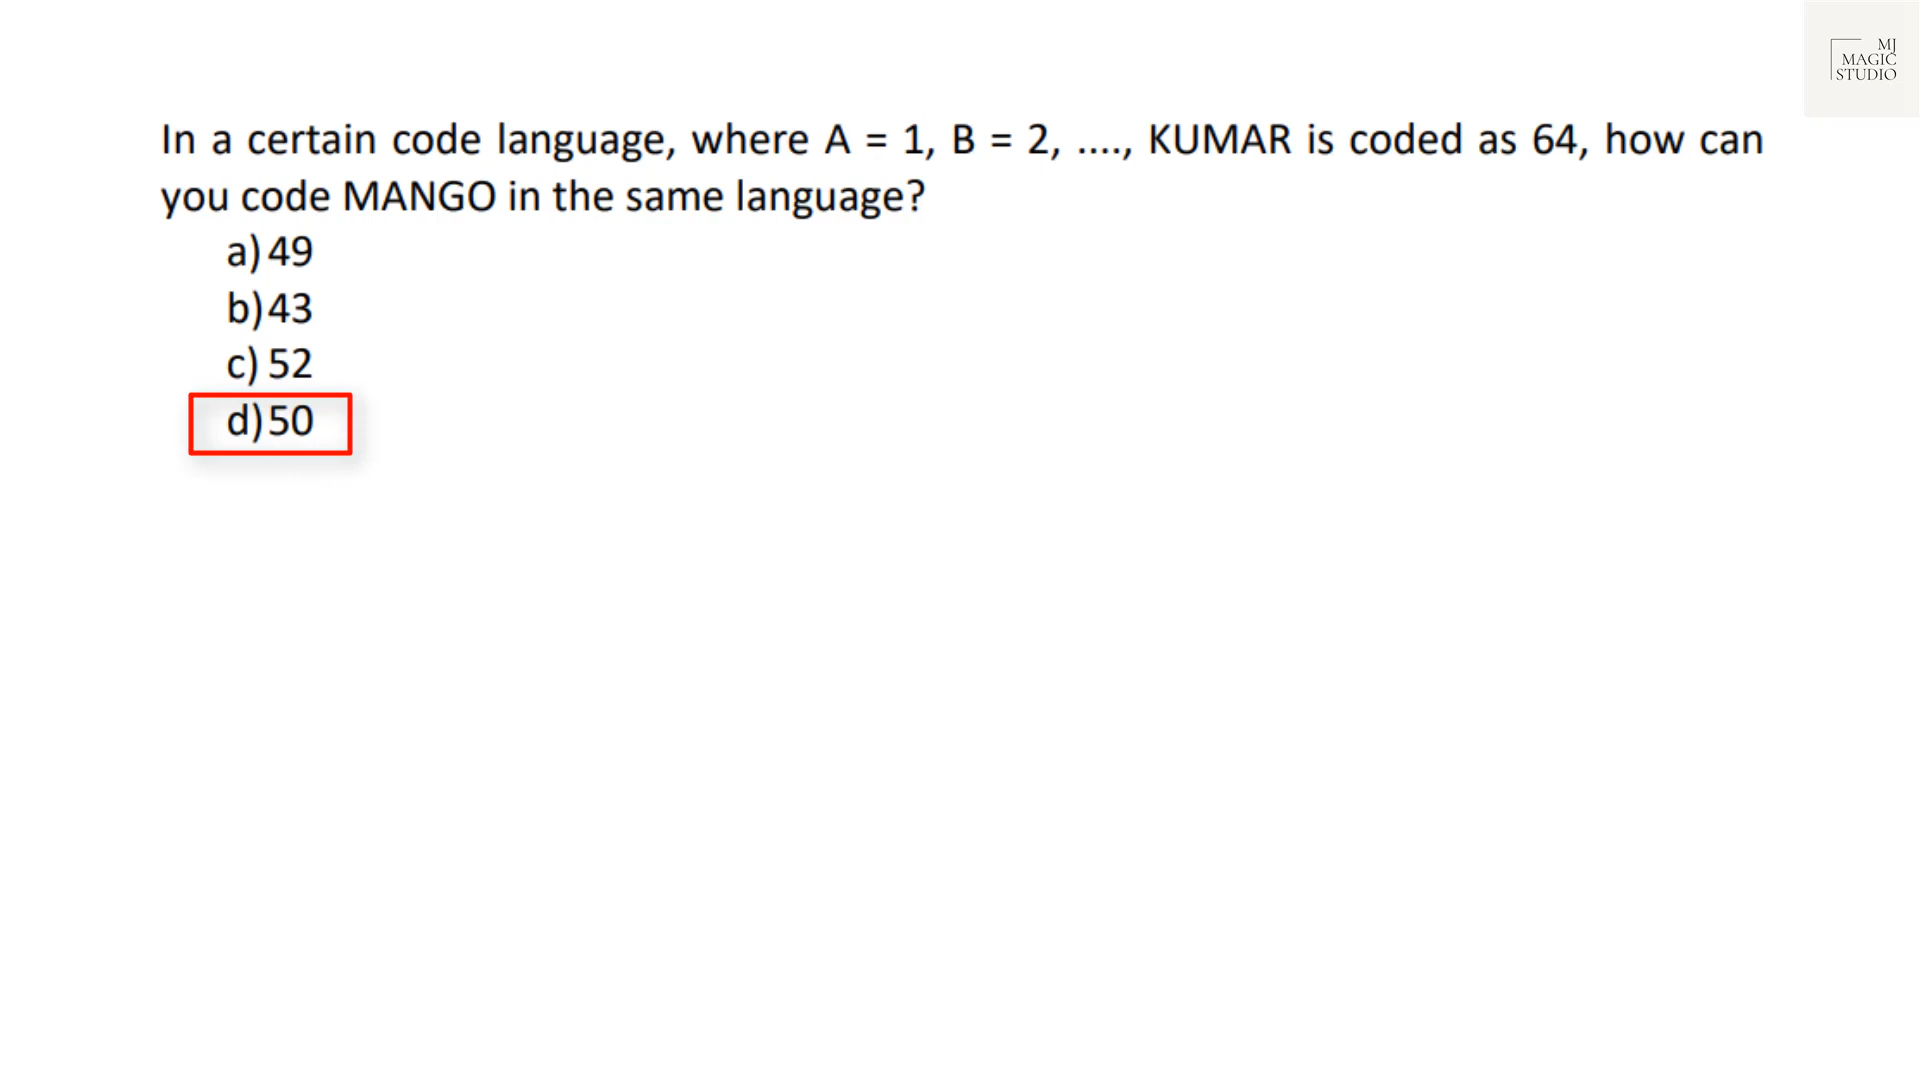 MJ
MAGIC
STUDIO
In a certain code language, where A = 1, B = 2, ...., KUMAR is coded as 64, how can
you code MANGO in the same language?
a) 49
b) 43
c) 52
d) 50